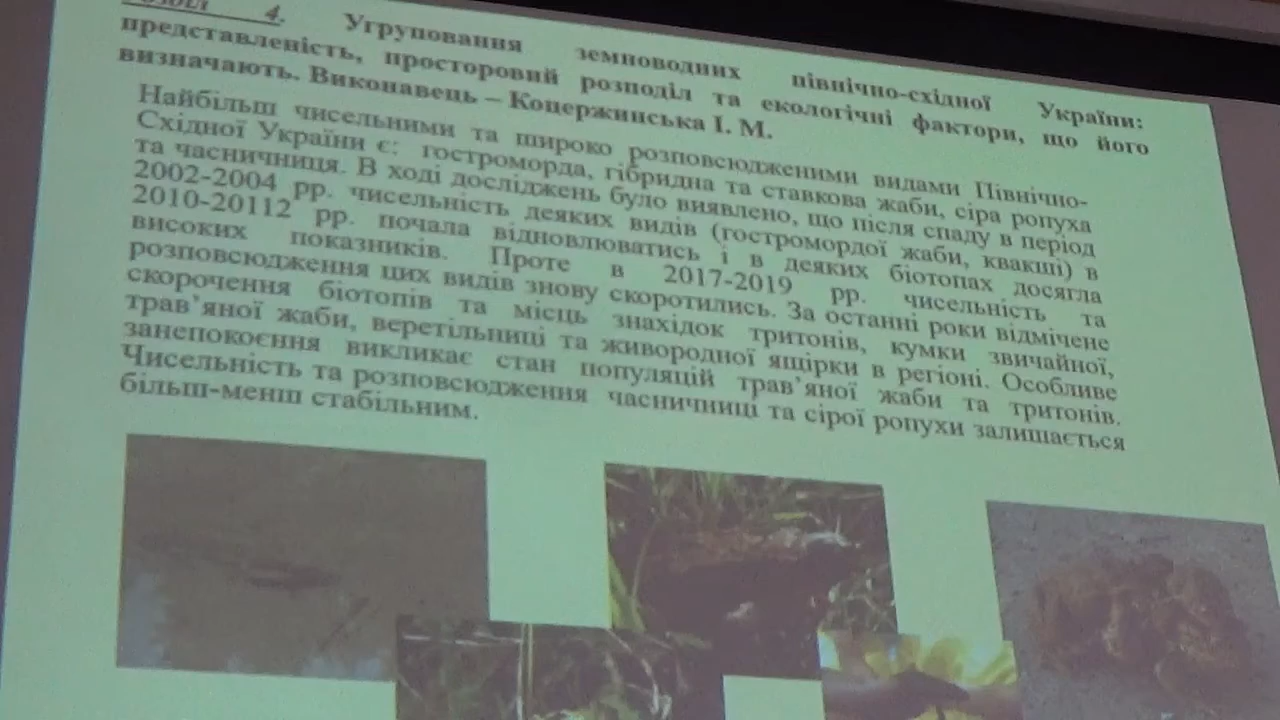 Розділ 4. Угруповання земноводних північно-східної України:
представленість, просторовий розподіл та екологічні фактори, що його
визначають. Виконавець – Коцержинська І. М.
Найбільш чисельними та широко розповсюдженими видами Північно-
Східної України є: гостроморда, гібридна та ставкова жаби, сіра ропуха
та часничниця. В ході досліджень було виявлено, що після спаду в період
2002-2004 рр. чисельність деяких видів (гостромордої жаби, квакші) в
2010-20112 рр. почала відновлюватись і в деяких біотопах досягла
високих показників. Проте в 2017-2019 рр. чисельність та
розповсюдження цих видів знову скоротились. За останні роки відмічене
скорочення біотопів та місць знахідок тритонів, кумки звичайної,
трав’яної жаби, веретільниці та живородної ящірки в регіоні. Особливе
занепокоєння викликає стан популяцій трав’яної жаби та тритонів.
Чисельність та розповсюдження часничниці та сірої ропухи залишається
більш-менш стабільним.